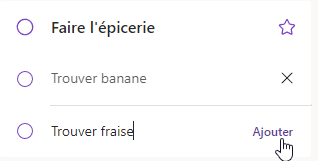 Faire l'épicerie
Trouver banane
Trouver fraise
Ajouter